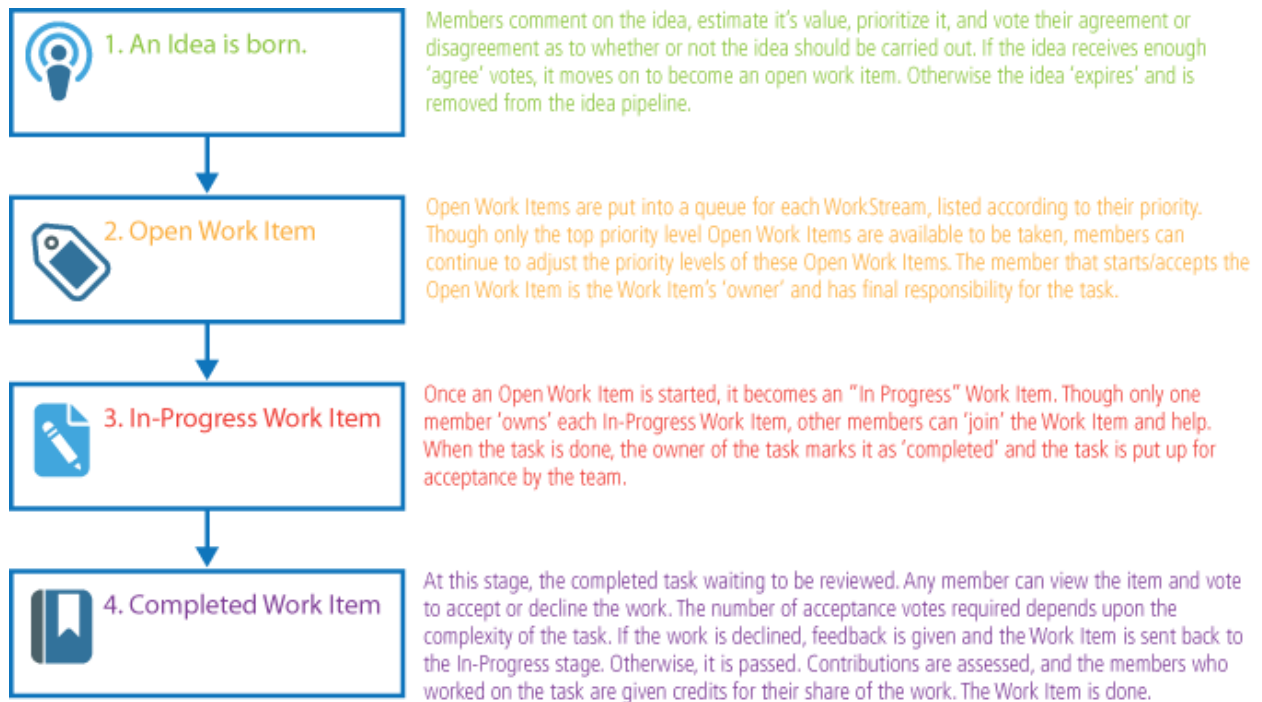 1. An Idea is born.
Members comment on the idea, estimate it's value, prioritize it, and vote their agreement or
disagreement as to whether or not the idea should be carried out. If the idea receives enough
'agree' votes, it moves on to become an open work item. Otherwise the idea 'expires' and is
removed from the idea pipeline.
2. Open Work Item
Open Work Items are put into a queue for each WorkStream, listed according to their priority.
Though only the top priority level Open Work Items are available to be taken, members can
continue to adjust the priority levels of these Open Work Items. The member that starts/accepts the
Open Work Item is the Work Item's 'owner' and has final responsibility for the task.
3. In-Progress Work Item
Once an Open Work Item is started, it becomes an "In Progress" Work Item. Though only one
member 'owns' each In-Progress Work Item, other members can 'join' the Work Item and help.
When the task is done, the owner of the task marks it as 'completed' and the task is put up for
acceptance by the team.
4. Completed Work Item
At this stage, the completed task waiting to be reviewed. Any member can view the item and vote
to accept or decline the work. The number of acceptance votes required depends upon the
complexity of the task. If the work is declined, feedback is given and the Work Item is sent back to
the In-Progress stage. Otherwise, it is passed. Contributions are assessed, and the members who
worked on the task are given credits for their share of the work. The Work Item is done.